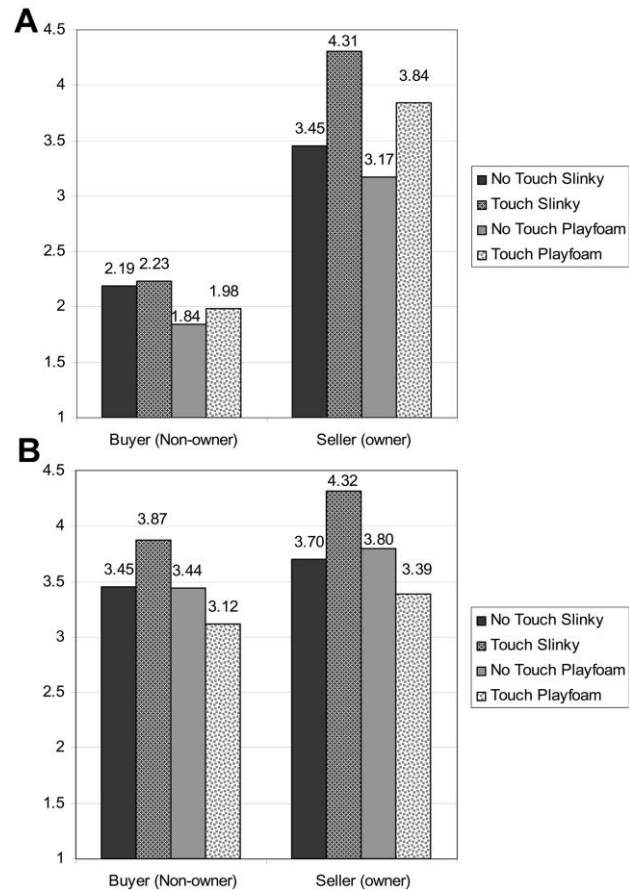 A
4.5
4
3.5
3
2.5
2
1.5
1
2.19
2.23
1.84
1.98
3.45
4.31
3.17
3.84
Buyer (Non-owner)
Seller (owner)
No Touch Slinky
Touch Slinky
No Touch Playfoam
Touch Playfoam
B
4.5
4
3.5
3
2.5
2
1.5
1
3.45
3.87
3.44
3.12
3.70
4.32
3.80
3.39
Buyer (Non-owner)
Seller (owner)
No Touch Slinky
Touch Slinky
No Touch Playfoam
Touch Playfoam